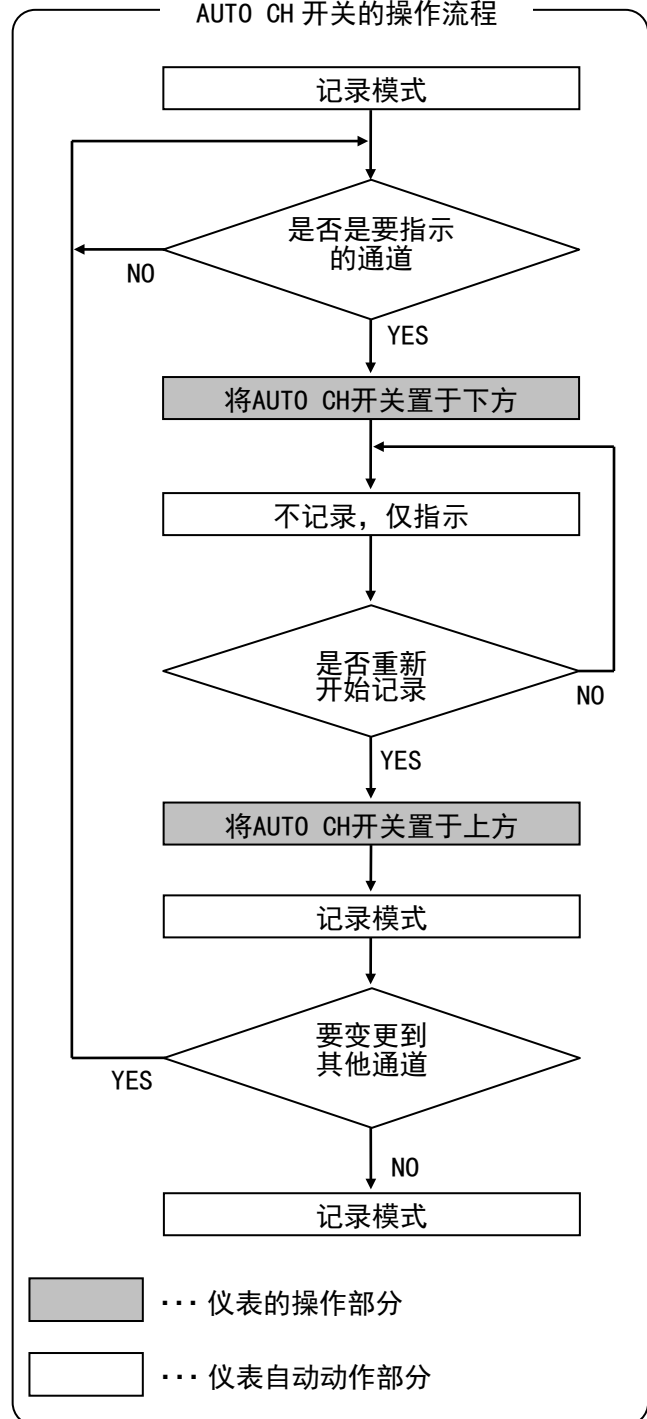 AUTO CH 开关的操作流程
记录模式
是否是要指示
的通道
NO
YES
将AUTO CH开关置于下方
不记录，仅指示
是否重新
开始记录
NO
YES
将AUTO CH开关置于上方
记录模式
要变更到
其他通道
YES
NO
记录模式
··· 仪表的操作部分
··· 仪表自动动作部分